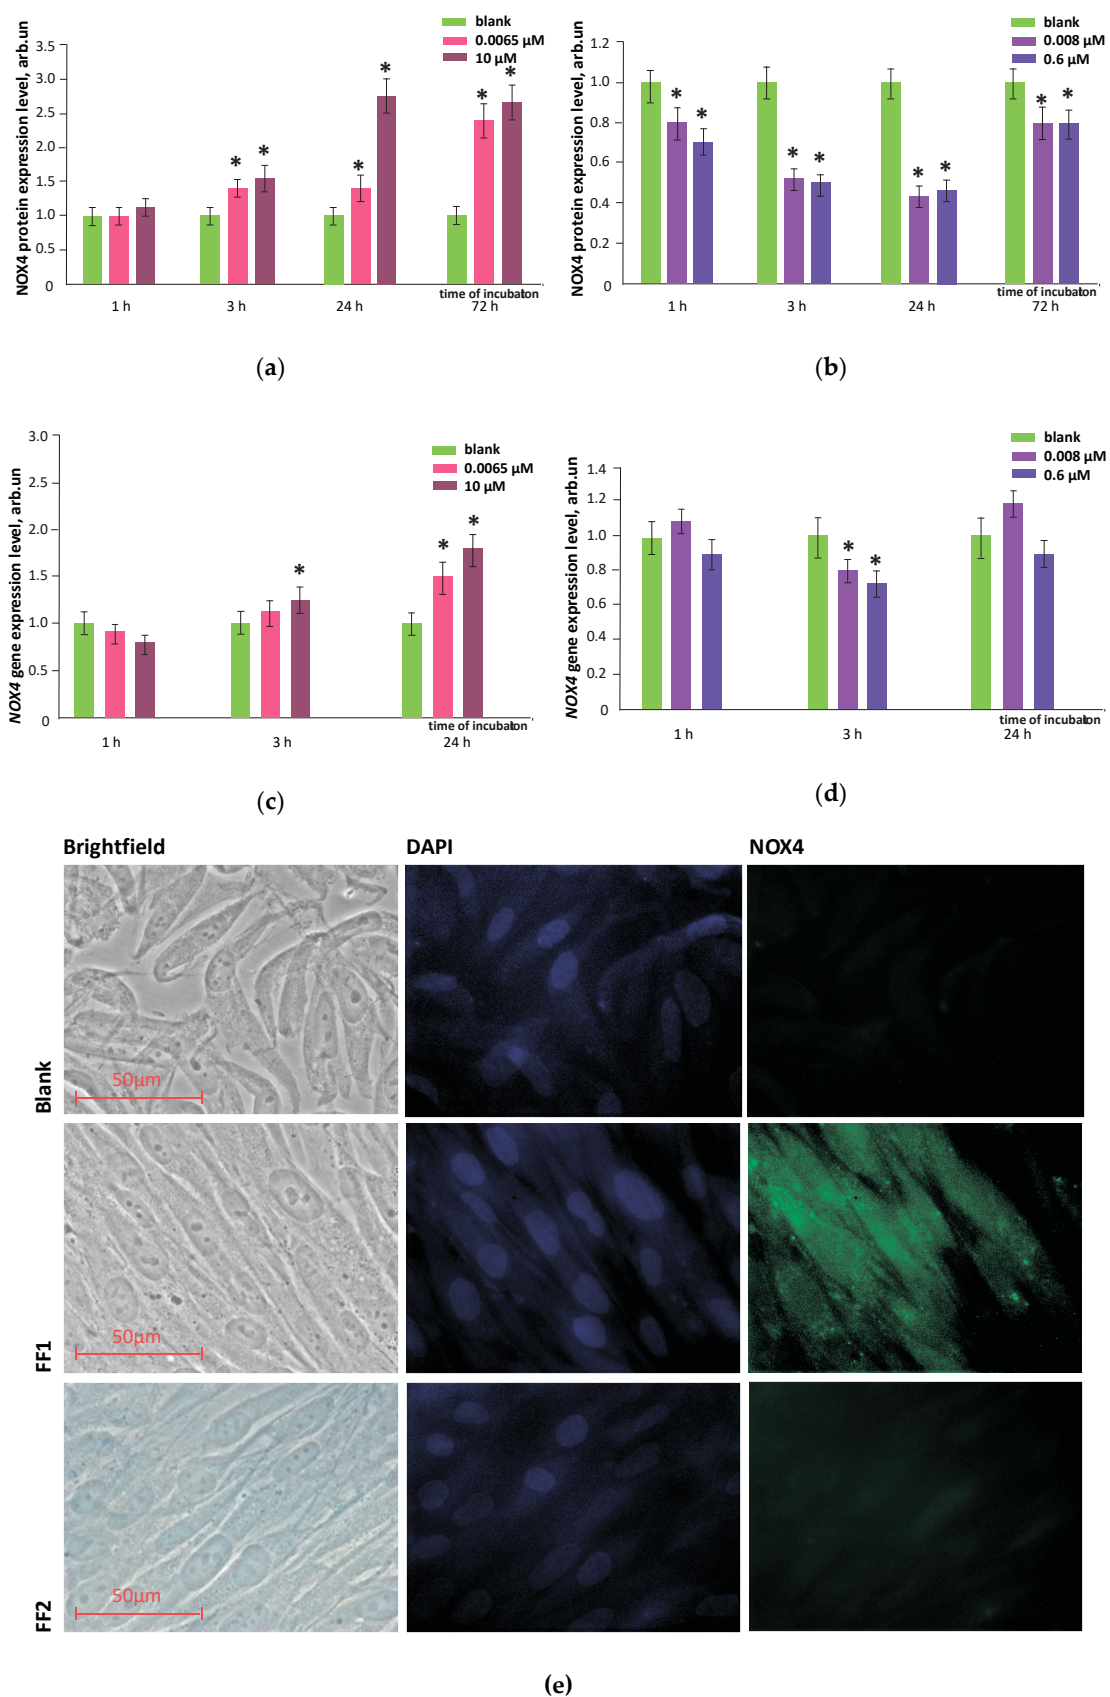 blank
0.0065 µM
10 µM
NOX4 protein expression level, arb.un
3.5
3.0
2.5
2.0
1.5
1.0
0.5
0
* * * * * *
1 h 3 h 24 h 72 h
time of incubaton
(a)
blank
0.008 µM
0.6 µM
NOX4 protein expression level, arb.un
1.2
1.0
0.8
0.6
0.4
0.2
0
* * * * * * * *
1 h 3 h 24 h 72 h
time of incubaton
(b)
blank
0.0065 µM
10 µM
NOX4 gene expression level, arb.un
3.0
2.5
2.0
1.5
1.0
0.5
0
* * *
1 h 3 h 24 h
time of incubaton
(c)
blank
0.008 µM
0.6 µM
NOX4 gene expression level, arb.un
1.4
1.2
1.0
0.8
0.6
0.4
0.2
0
* *
1 h 3 h 24 h
time of incubaton
(d)
Brightfield DAPI NOX4
Blank
50µm
FF1
50µm
FF2
50µm
(e)